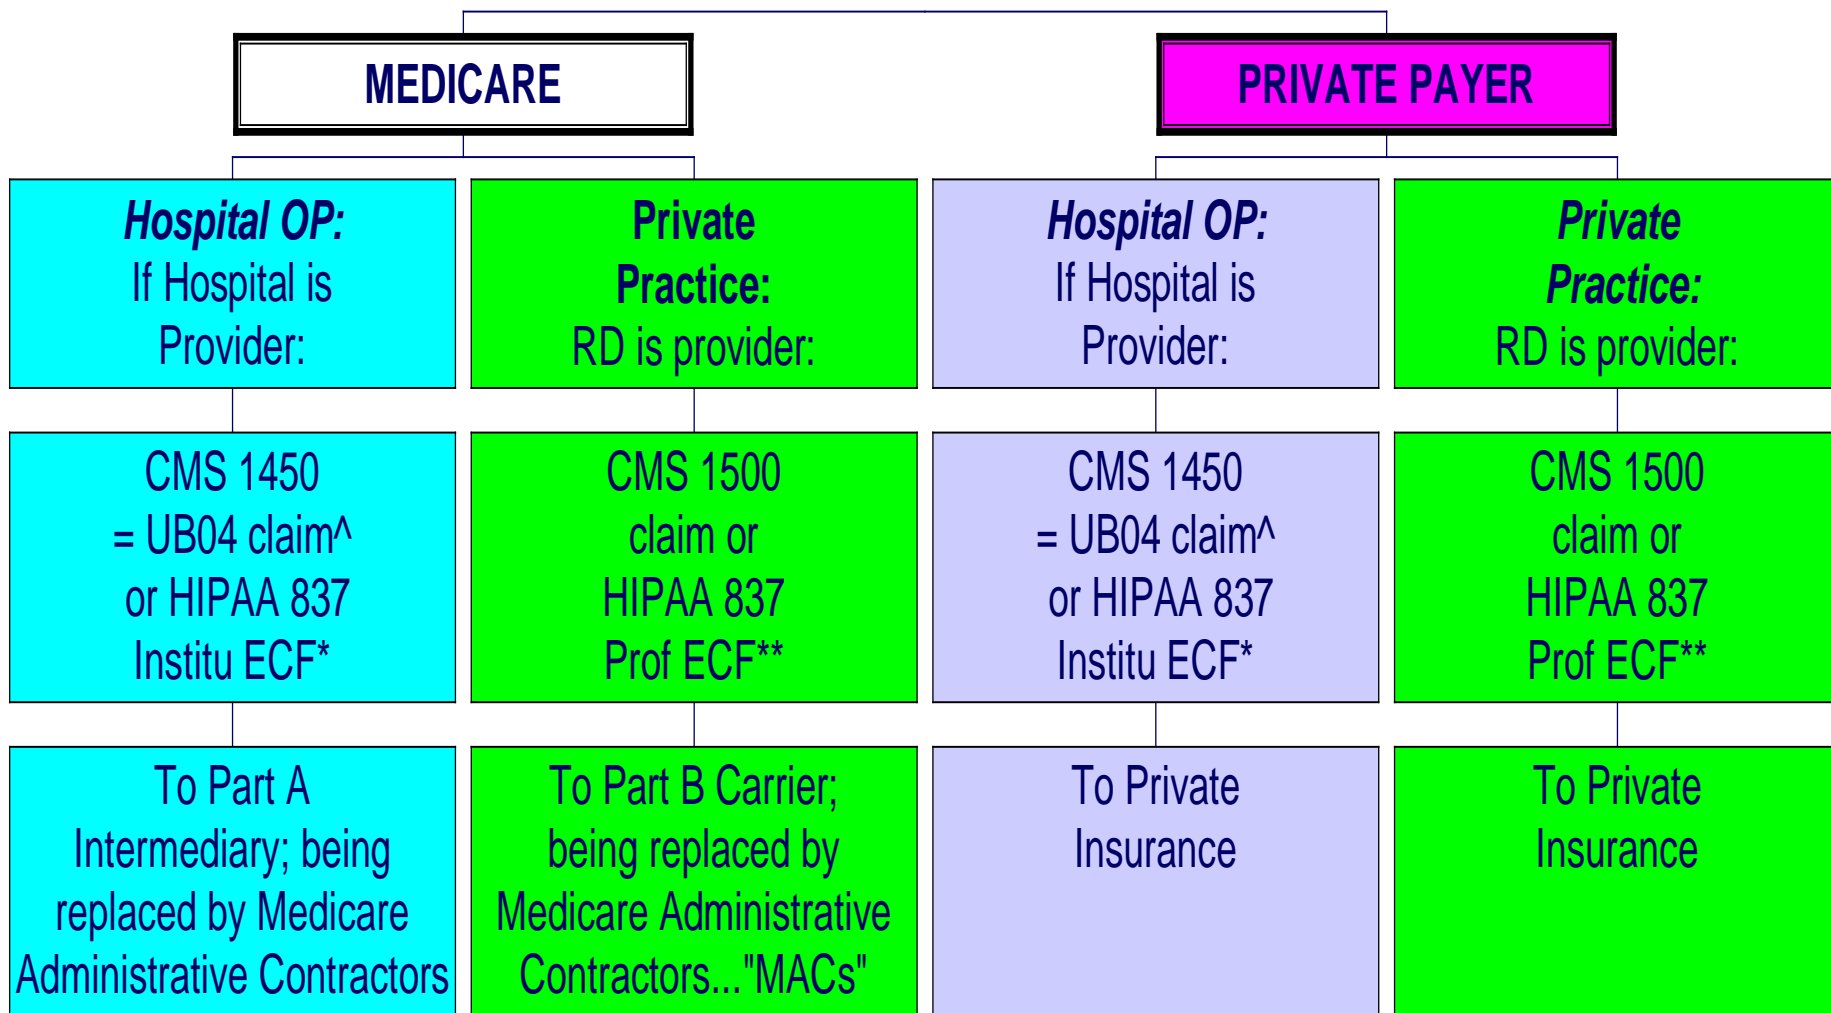 MEDICARE
PRIVATE PAYER
Hospital OP:
If Hospital is
Provider:
Private
Practice:
RD is provider:
Hospital OP:
If Hospital is
Provider:
Private
Practice:
RD is provider:
CMS 1450
= UB04 claim^
or HIPAA 837
Institu ECF*
CMS 1500
claim or
HIPAA 837
Prof ECF**
CMS 1450
= UB04 claim^
or HIPAA 837
Institu ECF*
CMS 1500
claim or
HIPAA 837
Prof ECF**
To Part A
Intermediary; being
replaced by Medicare
Administrative Contractors
To Part B Carrier;
being replaced by
Medicare Administrative
Contractors..."MACs"
To Private
Insurance
To Private
Insurance